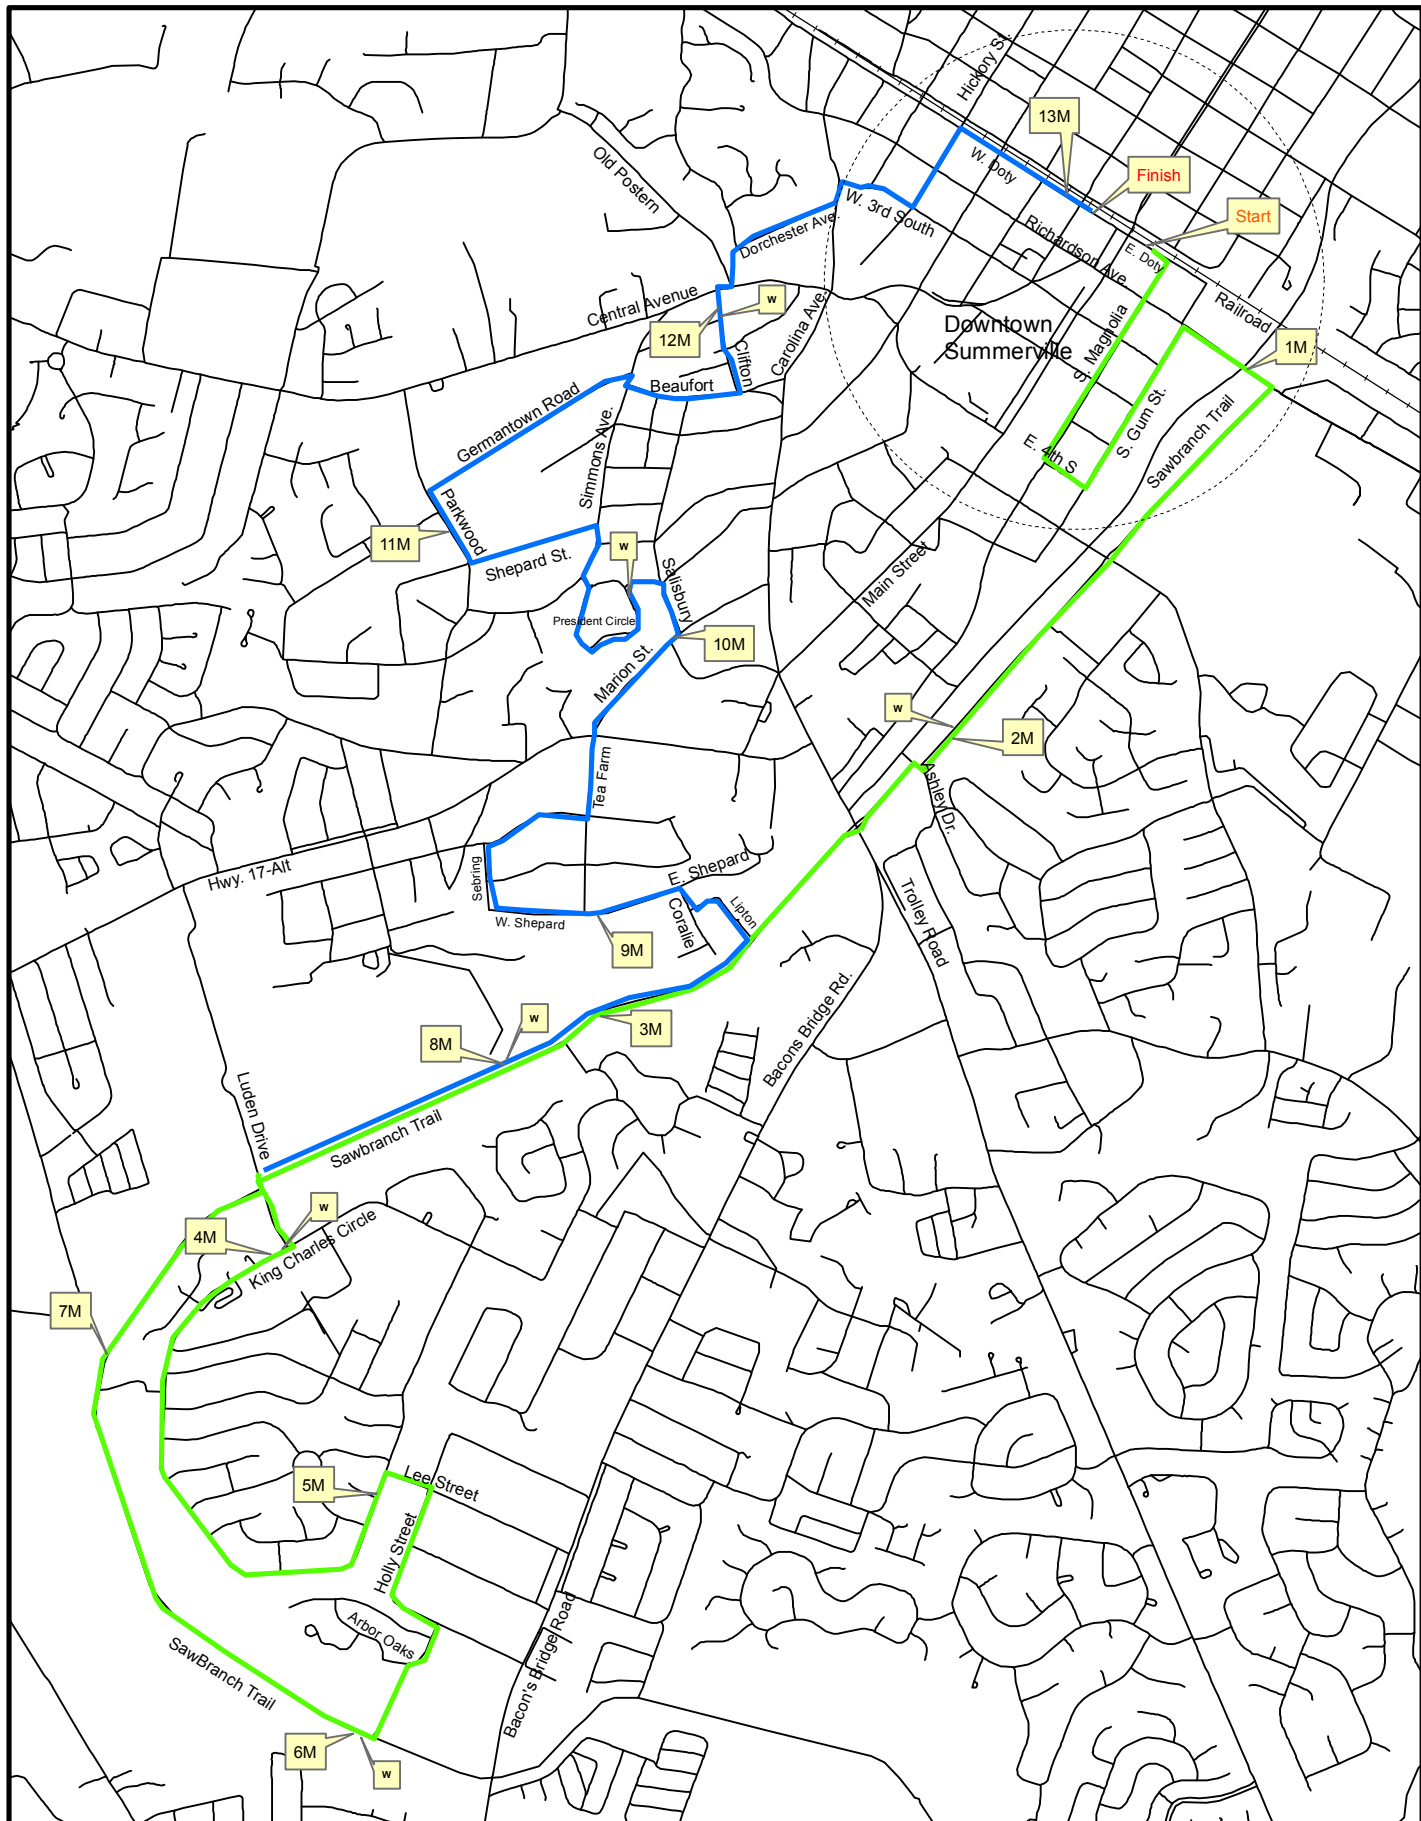 Hickory S
13M
W. Doty
Finish
Old Postern
Start
W. 3rd South
Richardson Ave.
E. Doty
Dorchester Ave.
Railroad
Central Avenue
w
12M
Carolina Ave.
Downtown
Summerville
S. Magnolia
1M
Clifton
Beaufort
Germantown Road
S. Gum St.
Sawbranch Trail
E. 4th S
Simmons Ave.
Parkwood
11M
w
Shepard St.
Salisbury
Main Street
President Circle
10M
Marion St.
w
2M
Tea Farm
Ashley Dr.
Hwy. 17-Alt
Sebring
E. Shepard
Trolley Road
W. Shepard
Coralie
Lipton
9M
Bacons Bridge Rd.
w
3M
8M
Luden Drive
Sawbranch Trail
w
4M
King Charles Circle
7M
Lee Street
5M
Holly Street
Arbor Oaks
SawBranch Trail
Bacon's Bridge Road
6M
w